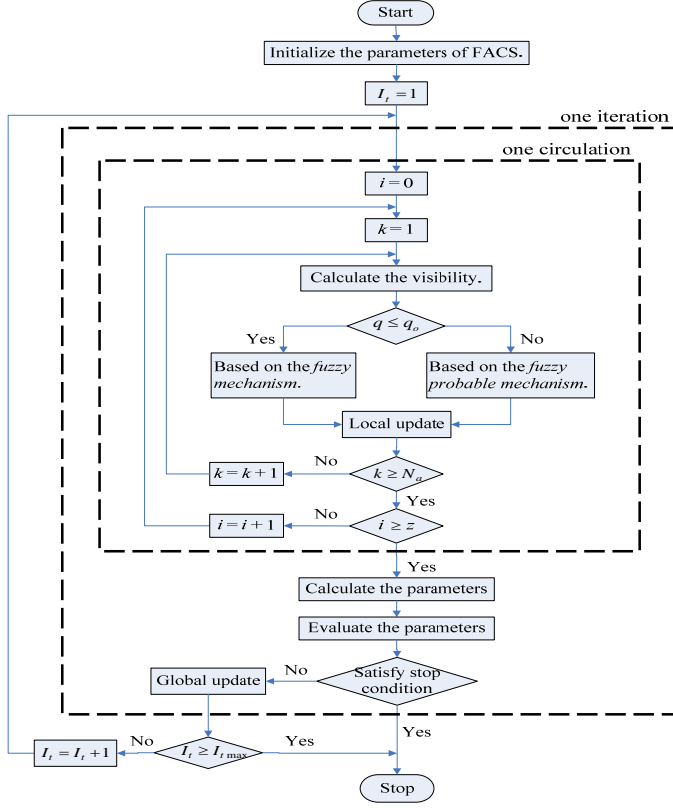 Start
Initialize the parameters of FACS.
I_t = 1
one iteration
one circulation
i = 0
k = 1
Calculate the visibility.
q ≤ q_o
Yes
No
Based on the fuzzy
mechanism.
Based on the fuzzy
probable mechanism.
Local update
k ≥ N_a
No
k = k + 1
Yes
i ≥ z
No
i = i + 1
Yes
Calculate the parameters
Evaluate the parameters
Satisfy stop
condition
No
Global update
Yes
I_t ≥ I_t max
No
I_t = I_t + 1
Yes
Stop